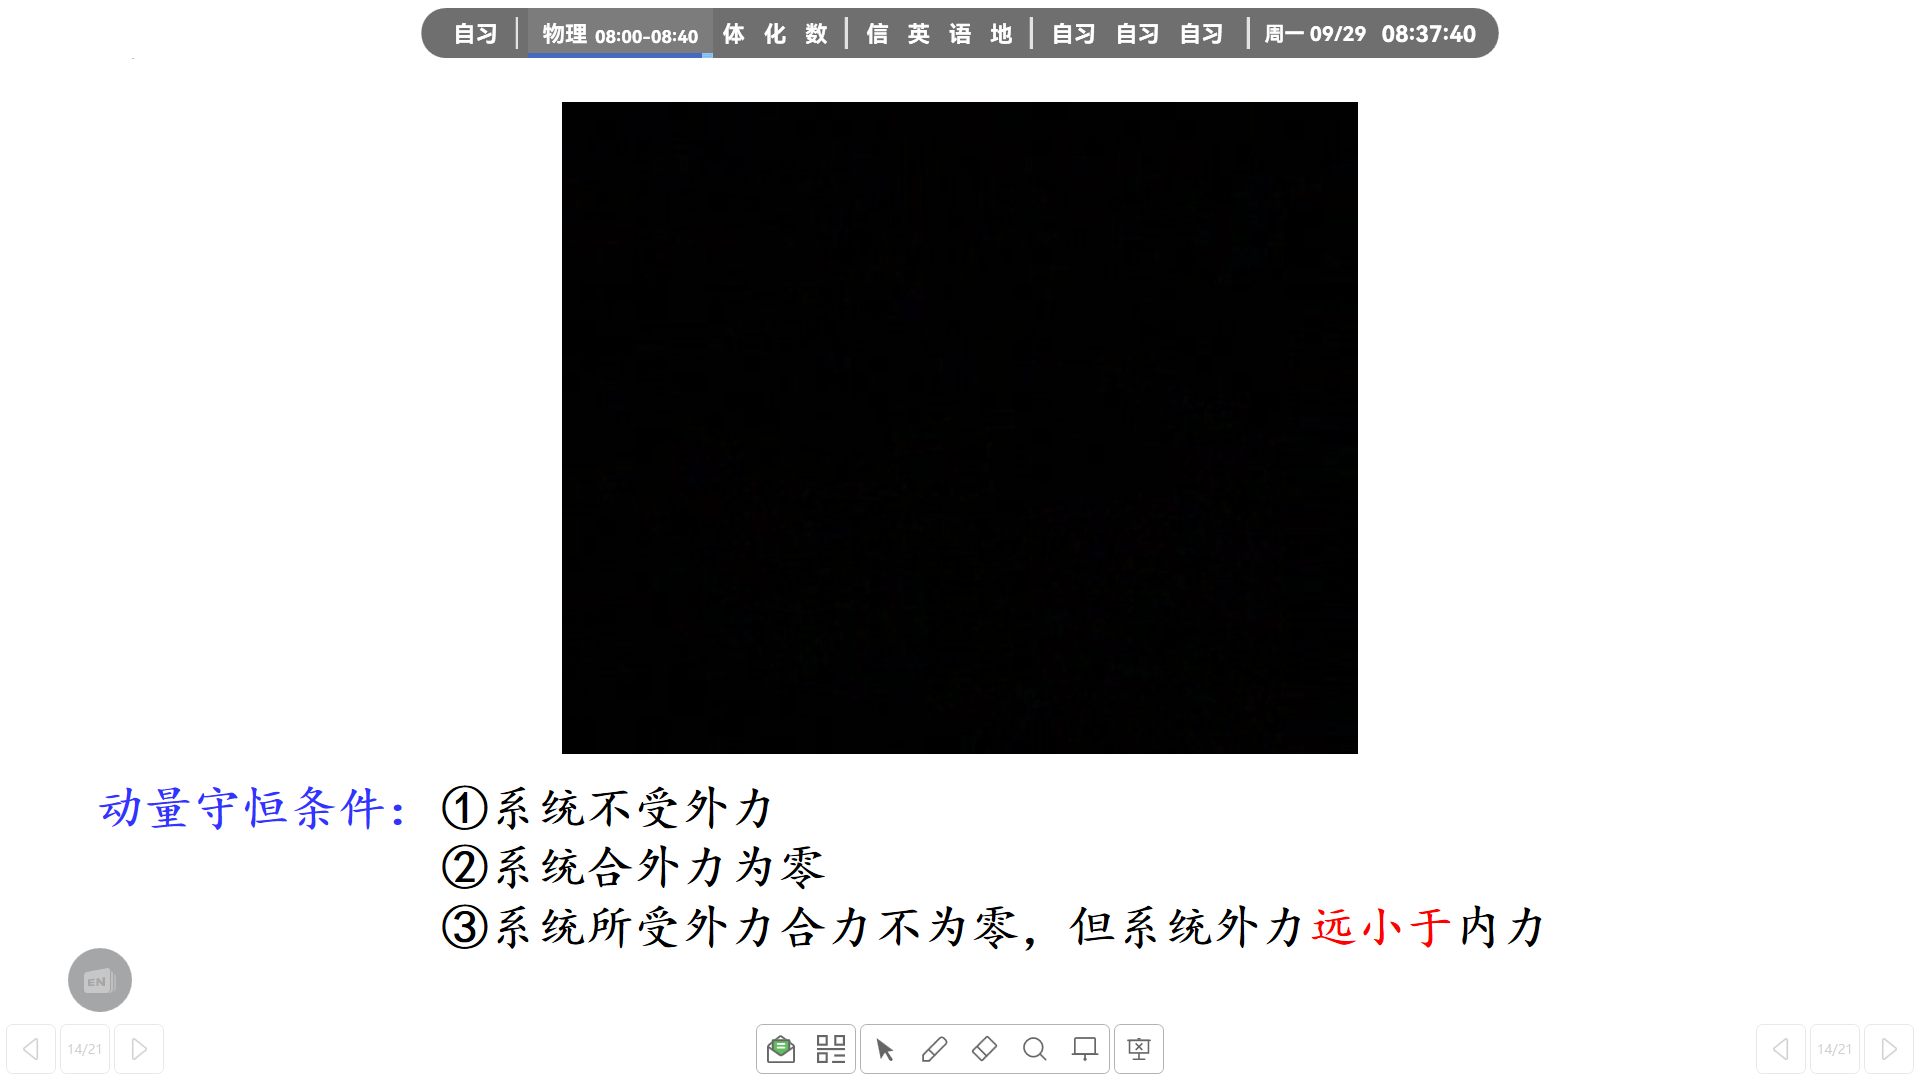 自习 物理 08:00-08:40 体 化 数 信 英 语 地 自习 自习 自习 周一 09/29 08:37:40
动量守恒条件：①系统不受外力
②系统合外力为零
③系统所受外力合力不为零，但系统外力远小于内力
EN
14/21 14/21